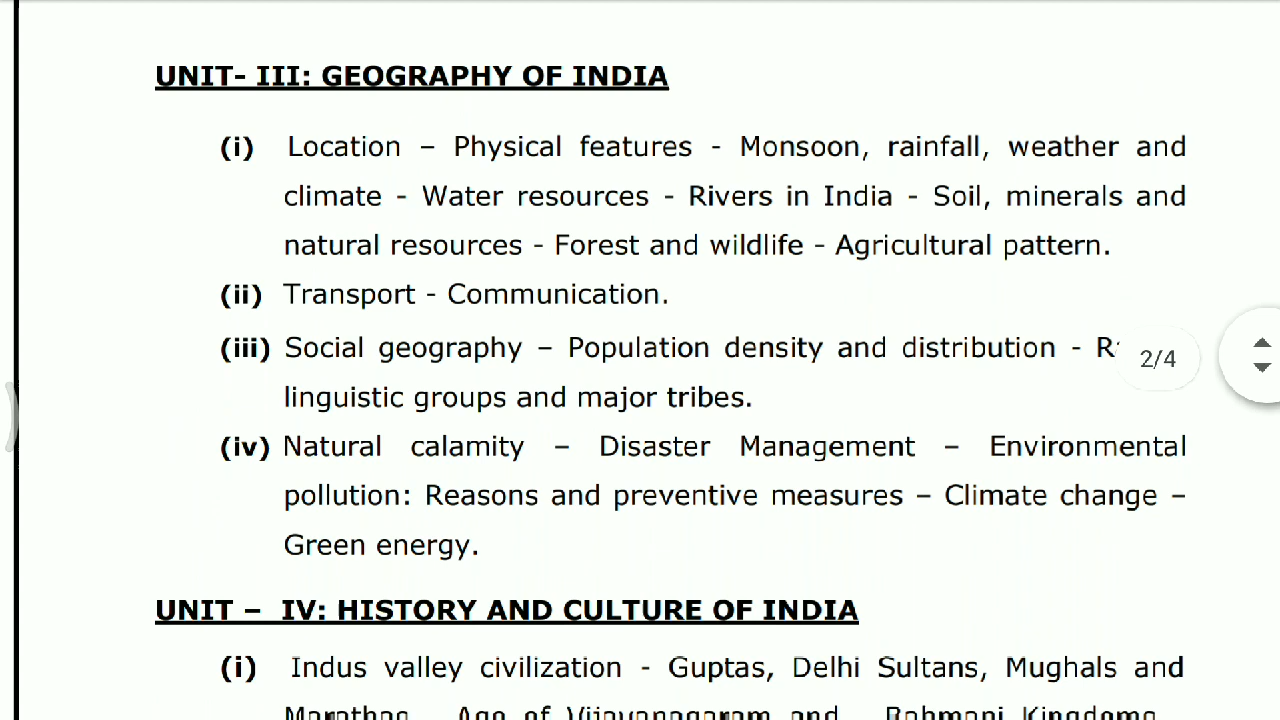 UNIT- III: GEOGRAPHY OF INDIA
(i) Location – Physical features - Monsoon, rainfall, weather and
climate - Water resources - Rivers in India - Soil, minerals and
natural resources - Forest and wildlife - Agricultural pattern.
(ii) Transport - Communication.
(iii) Social geography – Population density and distribution -
2/4
linguistic groups and major tribes.
(iv) Natural calamity – Disaster Management – Environmental
pollution: Reasons and preventive measures – Climate change –
Green energy.
UNIT – IV: HISTORY AND CULTURE OF INDIA
(i) Indus valley civilization - Guptas, Delhi Sultans, Mughals and
Age of and